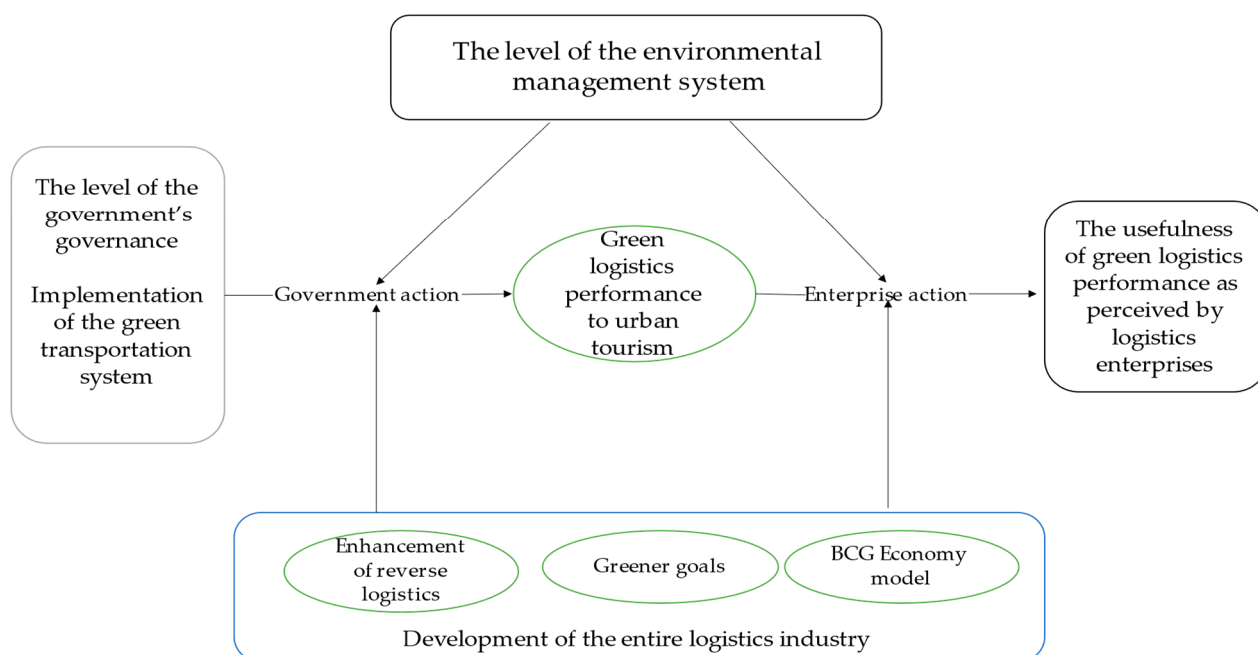 The level of the environmental
management system
The level of the
government's
governance
Implementation
of the green
transportation
system
Government action
Green
logistics
performance
to urban
tourism
Enterprise action
The usefulness
of green logistics
performance as
perceived by
logistics
enterprises
Enhancement
of reverse
logistics
Greener goals
BCG Economy
model
Development of the entire logistics industry